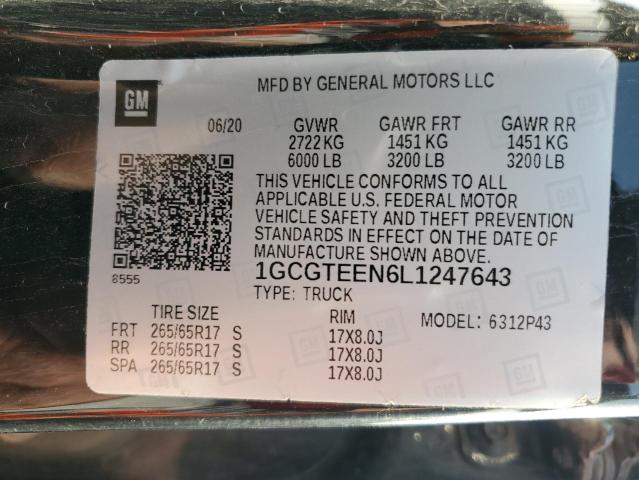 GM
MFD BY GENERAL MOTORS LLC
06/20 GVWR GAWR FRT GAWR RR
2722 KG 1451 KG 1451 KG
6000 LB 3200 LB 3200 LB
THIS VEHICLE CONFORMS TO ALL
APPLICABLE U.S. FEDERAL MOTOR
VEHICLE SAFETY AND THEFT PREVENTION
STANDARDS IN EFFECT ON THE DATE OF
MANUFACTURE SHOWN ABOVE.
8555
1GCGTEEN6L1247643
TYPE: TRUCK
TIRE SIZE RIM MODEL: 6312P43
FRT 265/65R17 S 17X8.0J
RR 265/65R17 S 17X8.0J
SPA 265/65R17 S 17X8.0J